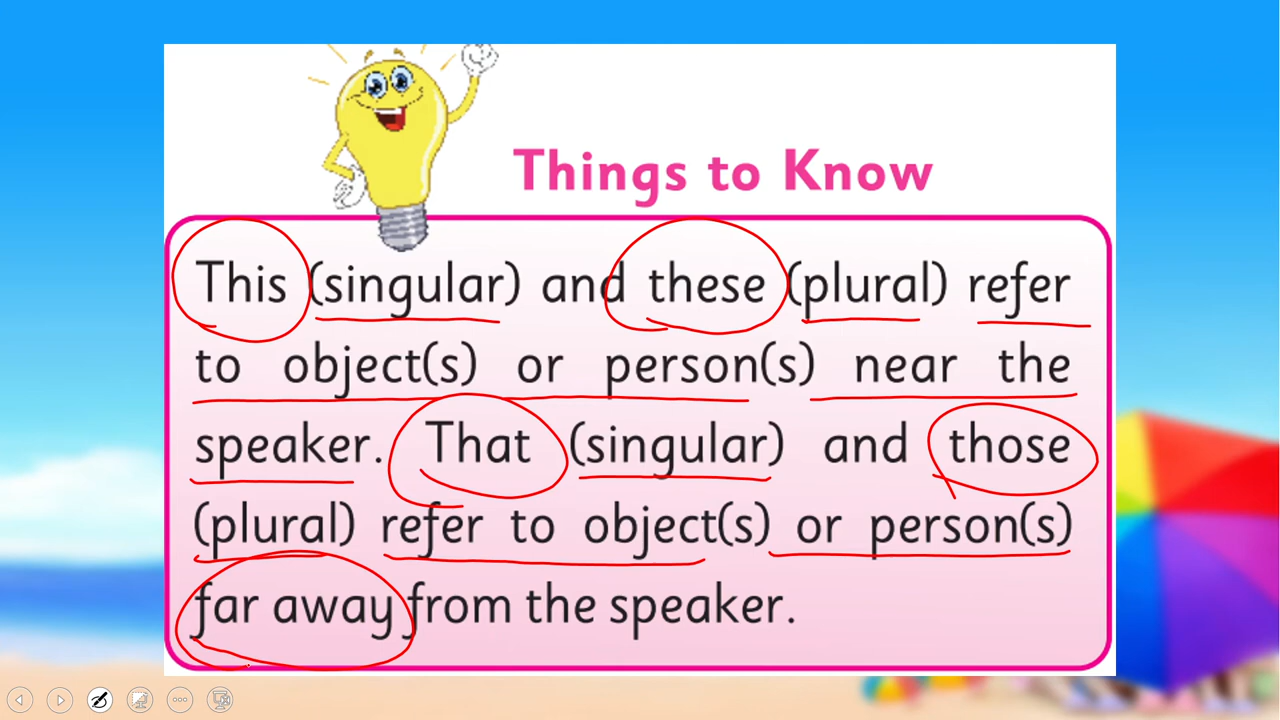 Things to Know
This (singular) and these (plural) refer
to object(s) or person(s) near the
speaker. That (singular) and those
(plural) refer to object(s) or person(s)
far away from the speaker.